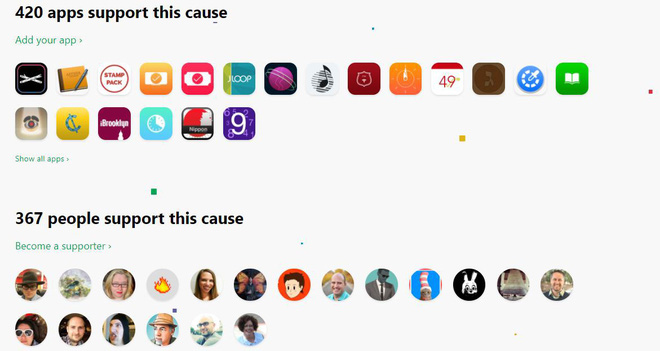 420 apps support this cause
Add your app ›
STAMP PACK
JLOOP
49
iBrooklyn
Nippon
9
Show all apps ›
367 people support this cause
Become a supporter ›